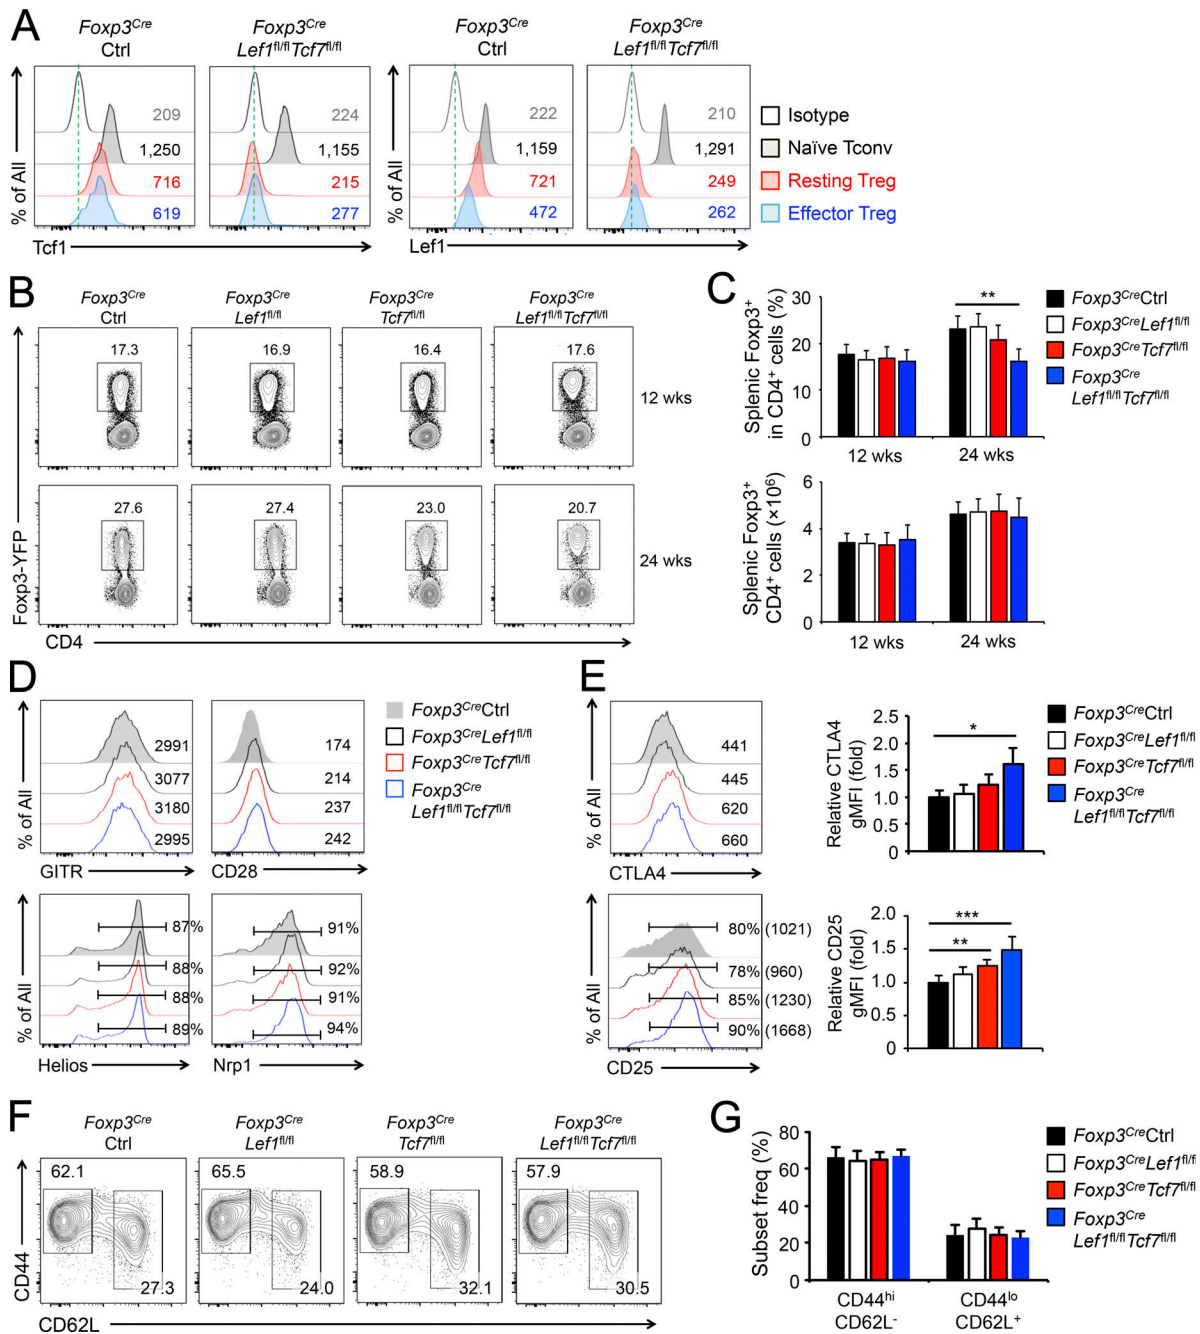 A
Foxp3Cre
Ctrl
Foxp3Cre
Lef1fl/flTcf7fl/fl
Foxp3Cre
Ctrl
Foxp3Cre
Lef1fl/flTcf7fl/fl
% of All
209
1,250
716
619
224
1,155
215
277
Tcf1
% of All
222
1,159
721
472
210
1,291
249
262
Lef1
Isotype
Naïve Tconv
Resting Treg
Effector Treg
B
Foxp3Cre
Ctrl
Foxp3Cre
Lef1fl/fl
Foxp3Cre
Tcf7fl/fl
Foxp3Cre
Lef1fl/flTcf7fl/fl
17.3
16.9
16.4
17.6
12 wks
27.6
27.4
23.0
20.7
24 wks
Foxp3-YFP
CD4
C
Splenic Foxp3+
in CD4+ cells (%)
30
20
10
0
**
12 wks
24 wks
Foxp3CreCtrl
Foxp3CreLef1fl/fl
Foxp3CreTcf7fl/fl
Foxp3Cre
Lef1fl/flTcf7fl/fl
Splenic Foxp3+
CD4+ cells (×106)
6
4
2
0
12 wks
24 wks
D
% of All
2991
3077
3180
2995
GITR
174
214
237
242
CD28
Foxp3CreCtrl
Foxp3CreLef1fl/fl
Foxp3CreTcf7fl/fl
Foxp3Cre
Lef1fl/flTcf7fl/fl
% of All
87%
88%
88%
89%
Helios
91%
92%
91%
94%
Nrp1
E
% of All
441
445
620
660
CTLA4
Relative CTLA4
gMFI (fold)
2.5
2.0
1.5
1.0
0.5
0
*
Foxp3CreCtrl
Foxp3CreLef1fl/fl
Foxp3CreTcf7fl/fl
Foxp3Cre
Lef1fl/flTcf7fl/fl
% of All
80% (1021)
78% (960)
85% (1230)
90% (1668)
CD25
Relative CD25
gMFI (fold)
2.0
1.5
1.0
0.5
0
***
**
F
Foxp3Cre
Ctrl
Foxp3Cre
Lef1fl/fl
Foxp3Cre
Tcf7fl/fl
Foxp3Cre
Lef1fl/flTcf7fl/fl
62.1
27.3
65.5
24.0
58.9
32.1
57.9
30.5
CD44
CD62L
G
Subset freq (%)
80
60
40
20
0
CD44hi
CD62L-
CD44lo
CD62L+
Foxp3CreCtrl
Foxp3CreLef1fl/fl
Foxp3CreTcf7fl/fl
Foxp3Cre
Lef1fl/flTcf7fl/fl